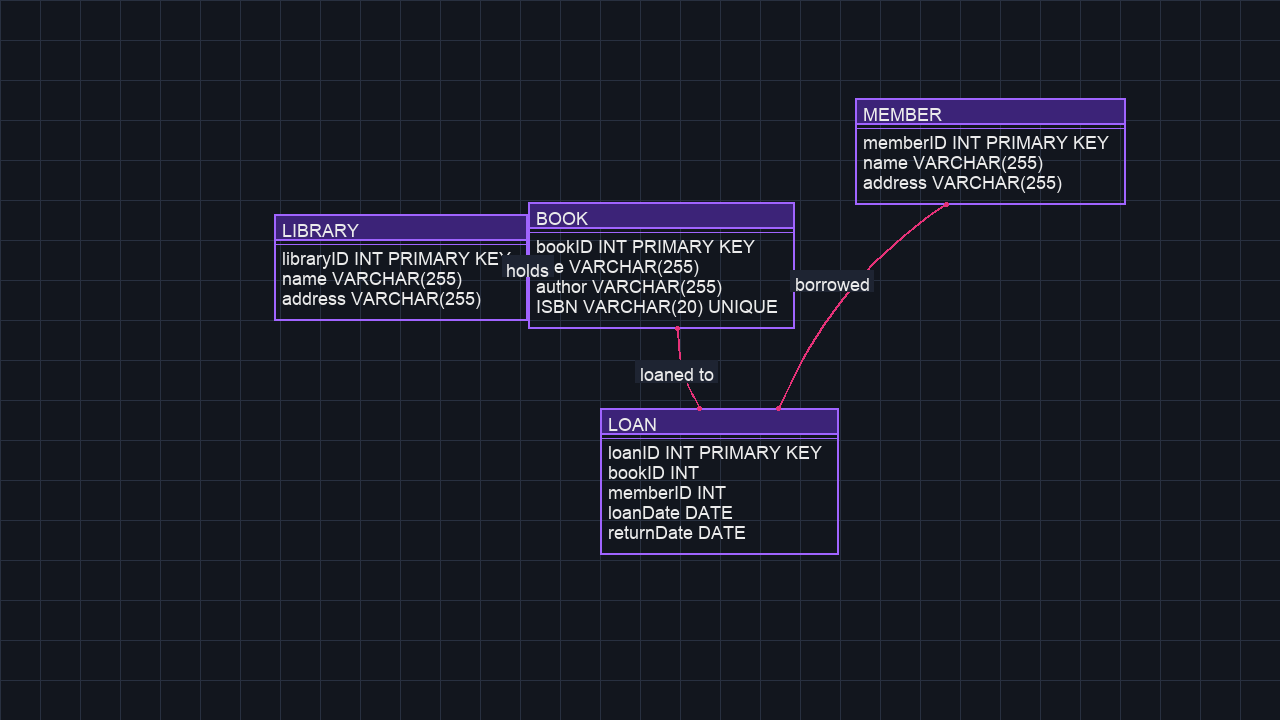 MEMBER
memberID INT PRIMARY KEY
name VARCHAR(255)
address VARCHAR(255)
LIBRARY
libraryID INT PRIMARY KEY
name VARCHAR(255)
address VARCHAR(255)
holds
BOOK
bookID INT PRIMARY KEY
VARCHAR(255)
author VARCHAR(255)
ISBN VARCHAR(20) UNIQUE
borrowed
loaned to
LOAN
loanID INT PRIMARY KEY
bookID INT
memberID INT
loanDate DATE
returnDate DATE